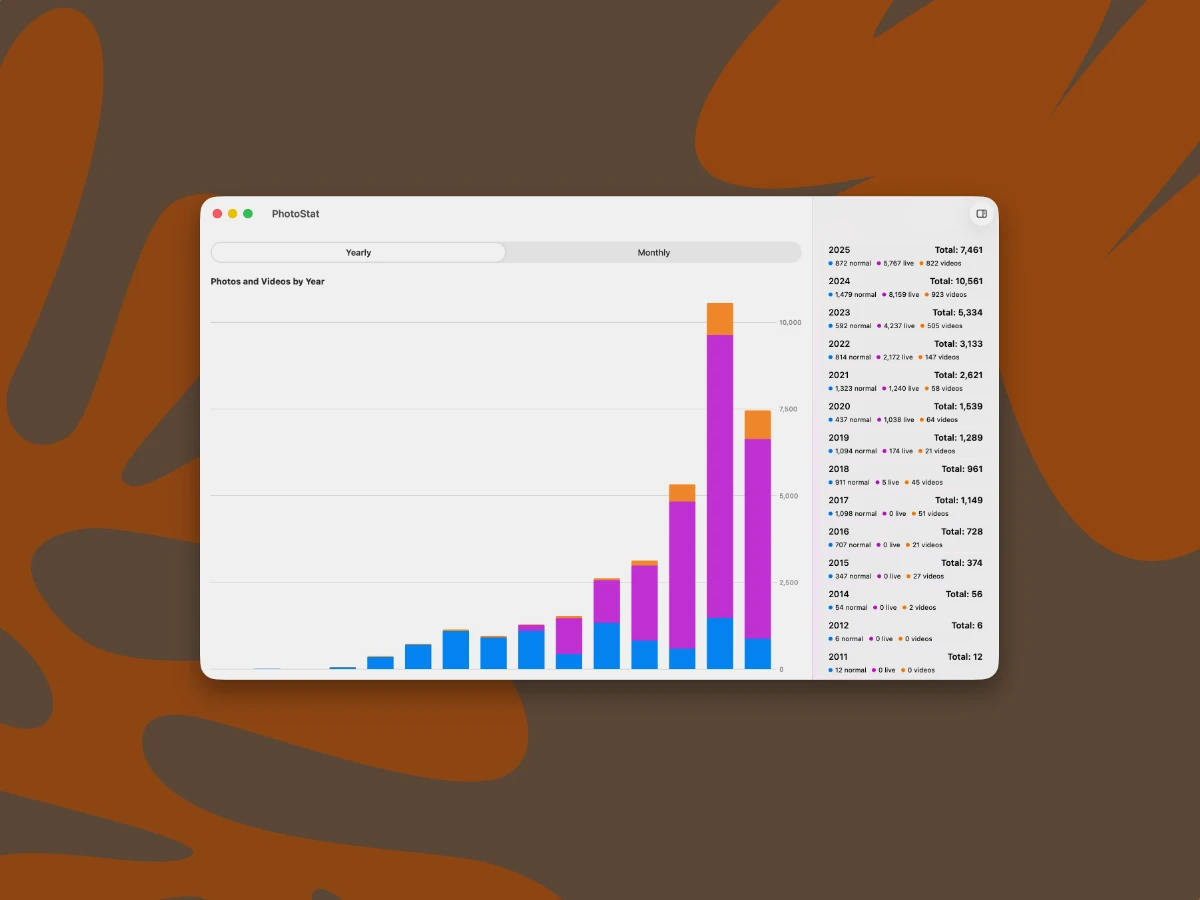 PhotoStat
Yearly
Monthly
Photos and Videos by Year
10,000
7,500
5,000
2,500
0
2025 Total: 7,461
872 normal 5,767 live 822 videos
2024 Total: 10,561
1,479 normal 8,159 live 923 videos
2023 Total: 5,334
592 normal 4,237 live 505 videos
2022 Total: 3,133
814 normal 2,172 live 147 videos
2021 Total: 2,621
1,323 normal 1,240 live 58 videos
2020 Total: 1,539
437 normal 1,038 live 64 videos
2019 Total: 1,289
1,094 normal 174 live 21 videos
2018 Total: 961
911 normal 5 live 45 videos
2017 Total: 1,149
1,098 normal 0 live 51 videos
2016 Total: 728
707 normal 0 live 21 videos
2015 Total: 374
347 normal 0 live 27 videos
2014 Total: 56
54 normal 0 live 2 videos
2012 Total: 6
6 normal 0 live 0 videos
2011 Total: 12
12 normal 0 live 0 videos